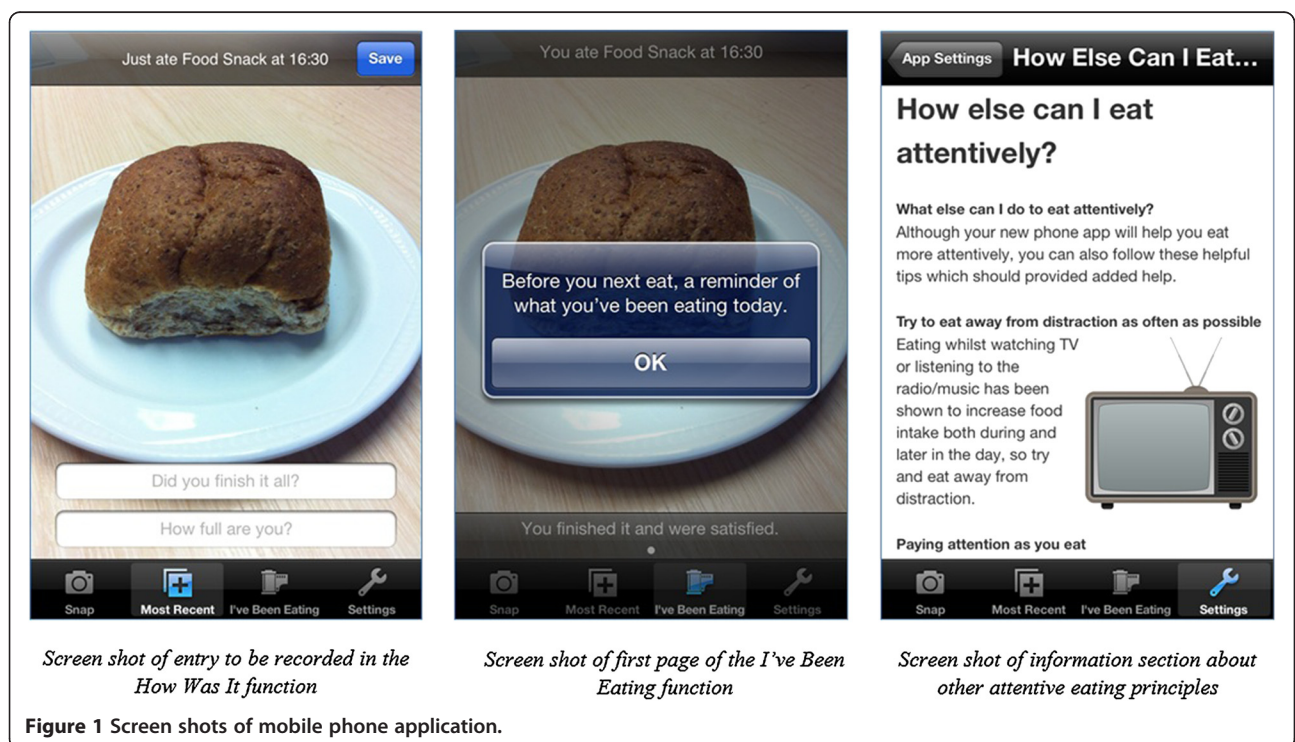 Just ate Food Snack at 16:30
Save
Did you finish it all?
How full are you?
Snap
Most Recent
I've Been Eating
Settings
You ate Food Snack at 16:30
Before you next eat, a reminder of
what you've been eating today.
OK
You finished it and were satisfied.
Snap
Most Recent
I've Been Eating
Settings
App Settings
How Else Can I Eat...
How else can I eat
attentively?
What else can I do to eat attentively?
Although your new phone app will help you eat
more attentively, you can also follow these helpful
tips which should provided added help.
Try to eat away from distraction as often as possible
Eating whilst watching TV
or listening to the
radio/music has been
shown to increase food
intake both during and
later in the day, so try
and eat away from
distraction.
Paying attention as you eat
Snap
Most Recent
I've Been Eating
Settings
Screen shot of entry to be recorded in the
How Was It function
Screen shot of first page of the I've Been
Eating function
Screen shot of information section about
other attentive eating principles
Figure 1 Screen shots of mobile phone application.